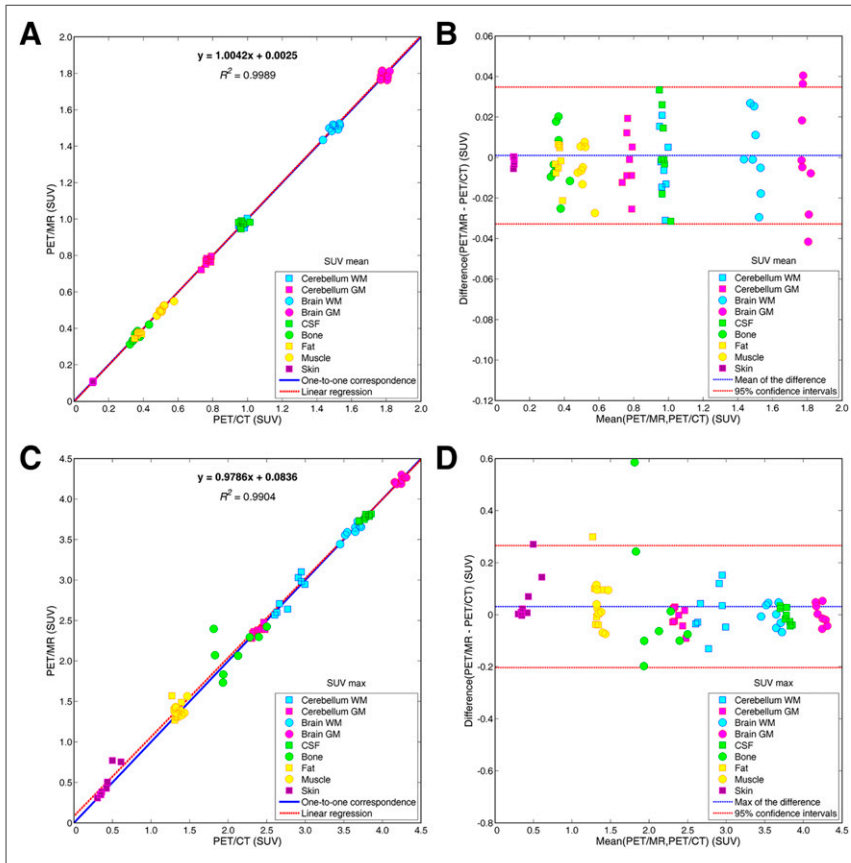 A
2.0
1.8
1.6
1.4
1.2
1.0
0.8
0.6
0.4
0.2
0.0
PET/MR (SUV)
y = 1.0042x + 0.0025
R² = 0.9989
SUV mean
Cerebellum WM
Cerebellum GM
Brain WM
Brain GM
CSF
Bone
Fat
Muscle
Skin
One-to-one correspondence
Linear regression
0.0 0.2 0.4 0.6 0.8 1.0 1.2 1.4 1.6 1.8 2.0
PET/CT (SUV)
B
0.06
0.04
0.02
0
-0.02
-0.04
-0.06
-0.08
-0.10
-0.12
Difference(PET/MR - PET/CT) (SUV)
SUV mean
Cerebellum WM
Cerebellum GM
Brain WM
Brain GM
CSF
Bone
Fat
Muscle
Skin
Mean of the difference
95% confidence intervals
0.0 0.2 0.4 0.6 0.8 1.0 1.2 1.4 1.6 1.8 2.0
Mean(PET/MR,PET/CT) (SUV)
C
4.5
4.0
3.5
3.0
2.5
2.0
1.5
1.0
0.5
0.0
PET/MR (SUV)
y = 0.9786x + 0.0836
R² = 0.9904
SUV max
Cerebellum WM
Cerebellum GM
Brain WM
Brain GM
CSF
Bone
Fat
Muscle
Skin
One-to-one correspondence
Linear regression
0.0 0.5 1.0 1.5 2.0 2.5 3.0 3.5 4.0 4.5
PET/CT (SUV)
D
0.6
0.4
0.2
0
-0.2
-0.4
-0.6
-0.8
Difference(PET/MR - PET/CT) (SUV)
SUV max
Cerebellum WM
Cerebellum GM
Brain WM
Brain GM
CSF
Bone
Fat
Muscle
Skin
Max of the difference
95% confidence intervals
0.0 0.5 1.0 1.5 2.0 2.5 3.0 3.5 4.0 4.5
Mean(PET/MR,PET/CT) (SUV)